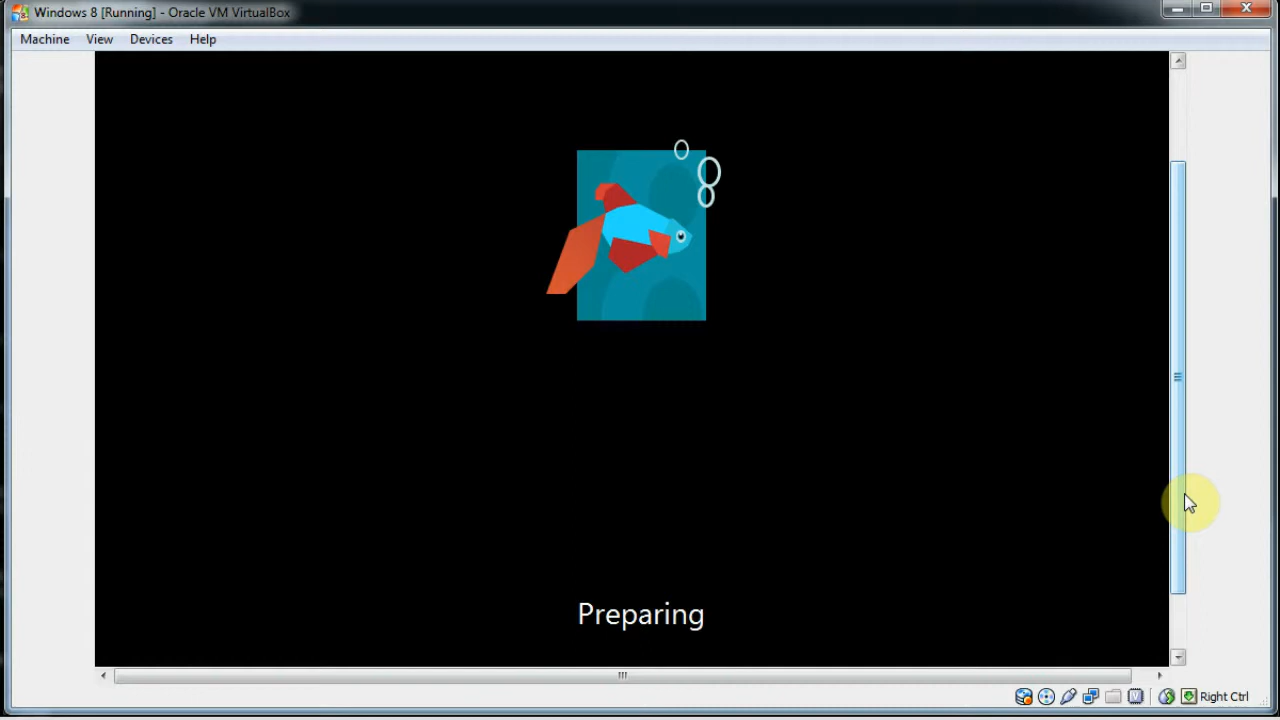 Windows 8 [Running] - Oracle VM VirtualBox
Machine View Devices Help
Preparing
Right Ctrl